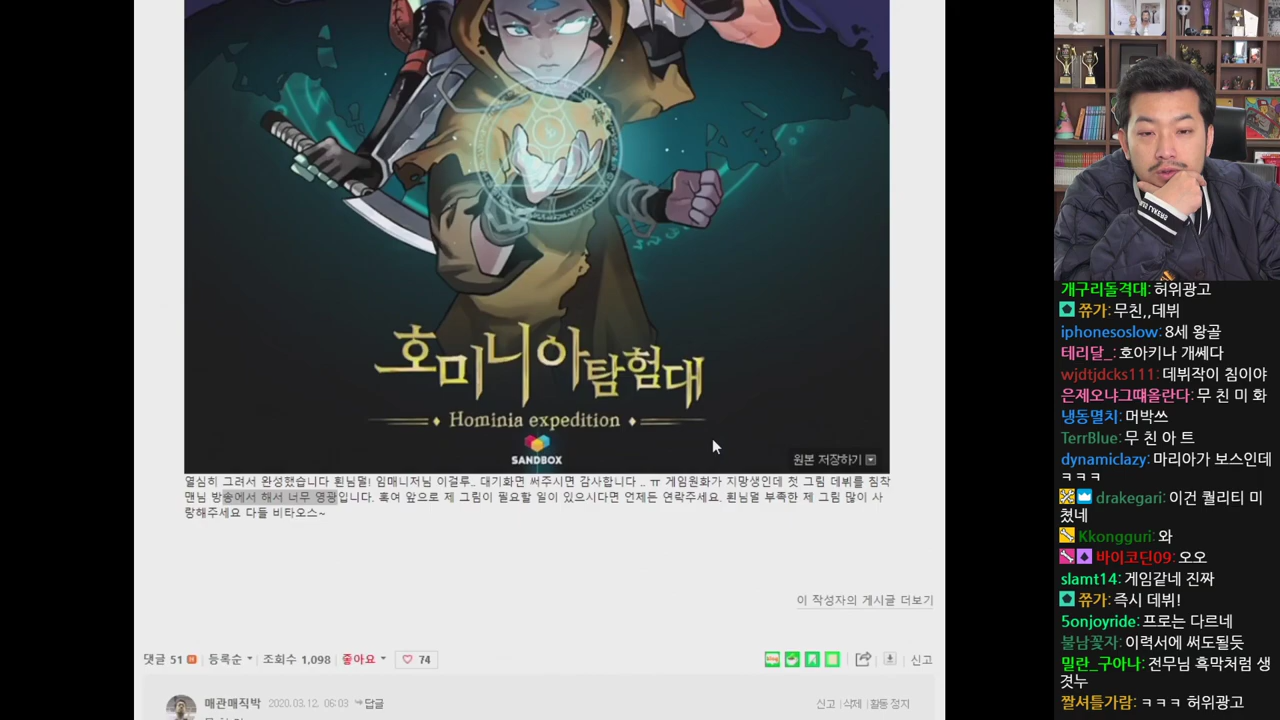 호미니아탐험대
Hominia expedition
SANDBOX
원본 저장하기
열심히 그려서 완성했습니다 횐님덜! 임매니저님 이걸루.. 대기화면 써주시면 감사합니다 .. ㅠ 게임원화가 지망생인데 첫 그림 데뷔를 침착
맨님 방송에서 해서 너무 영광입니다. 혹여 앞으로 제 그림이 필요할 일이 있으시다면 언제든 연락주세요. 횐님덜 부족한 제 그림 많이 사
랑해주세요 다들 비타오스~
이 작성자의 게시글 더보기
댓글 51 등록순 조회수 1,098 좋아요 74
blog
신고
매관매직박 2020.03.12. 06:03 답글
신고 삭제 활동 정지
개구리돌격대: 허위광고
쮸가: 무친,,데뷔
iphonesoslow: 8세 왕골
테리달_: 호아키나 개쎄다
wjdtjdcks111: 데뷔작이 침이야
은제오냐그떄올란다: 무 친 미 화
냉동멸치: 머박쓰
TerrBlue: 무 친 아 트
dynamiclazy: 마리아가 보스인데
ㅋㅋㅋ
drakegari: 이건 퀄리티 미
쳤네
Kkongguri: 와
바이코딘09: 오오
slamt14: 게임같네 진짜
쮸가: 즉시 데뷔!
5onjoyride: 프로는 다르네
불남꽃자: 이력서에 써도될듯
밀란_구아나: 전무님 흑막처럼 생
겻누
짤셔틀가람: ㅋㅋㅋ 허위광고